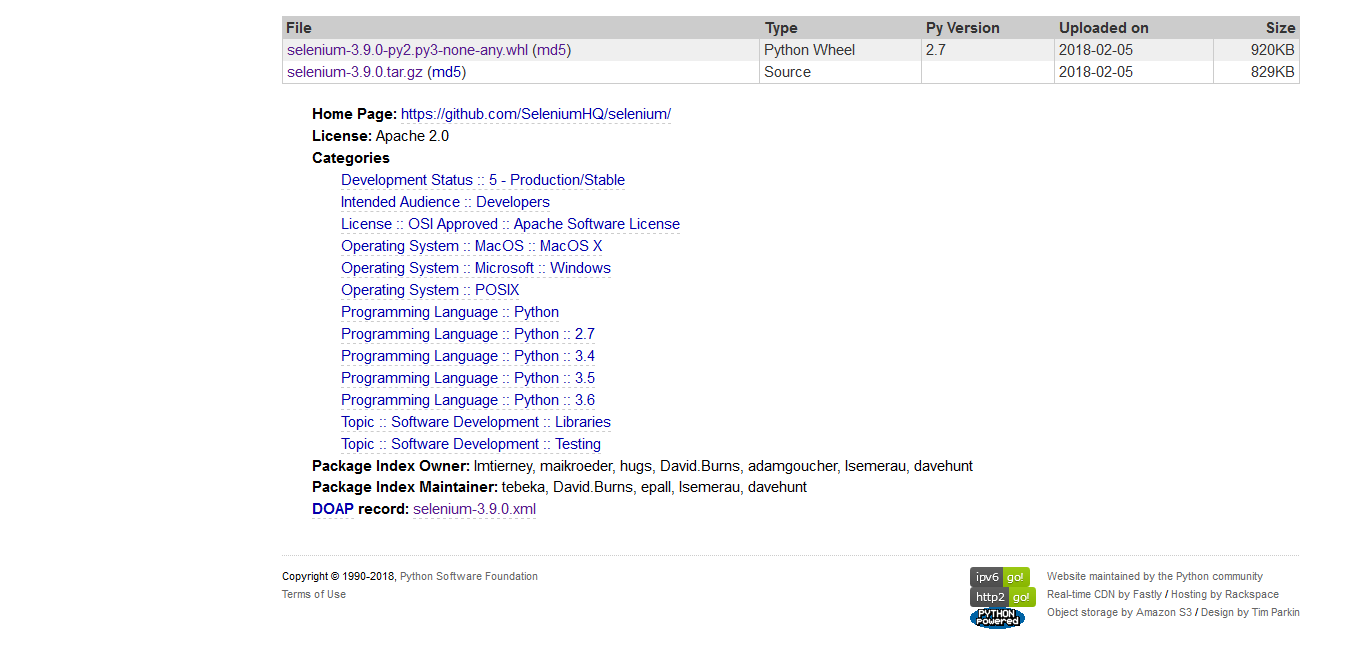 File Type Py Version Uploaded on Size
selenium-3.9.0-py2.py3-none-any.whl (md5) Python Wheel 2.7 2018-02-05 920KB
selenium-3.9.0.tar.gz (md5) Source 2018-02-05 829KB
Home Page: https://github.com/SeleniumHQ/selenium/
License: Apache 2.0
Categories
Development Status :: 5 - Production/Stable
Intended Audience :: Developers
License :: OSI Approved :: Apache Software License
Operating System :: MacOS :: MacOS X
Operating System :: Microsoft :: Windows
Operating System :: POSIX
Programming Language :: Python
Programming Language :: Python :: 2.7
Programming Language :: Python :: 3.4
Programming Language :: Python :: 3.5
Programming Language :: Python :: 3.6
Topic :: Software Development :: Libraries
Topic :: Software Development :: Testing
Package Index Owner: lmtierney, maikroeder, hugs, David.Burns, adamgoucher, lsemerau, davehunt
Package Index Maintainer: tebeka, David.Burns, epall, lsemerau, davehunt
DOAP record: selenium-3.9.0.xml
Copyright © 1990-2018, Python Software Foundation
Terms of Use
ipv6 go!
http2 go!
PYTHON
Powered
Website maintained by the Python community
Real-time CDN by Fastly / Hosting by Rackspace
Object storage by Amazon S3 / Design by Tim Parkin